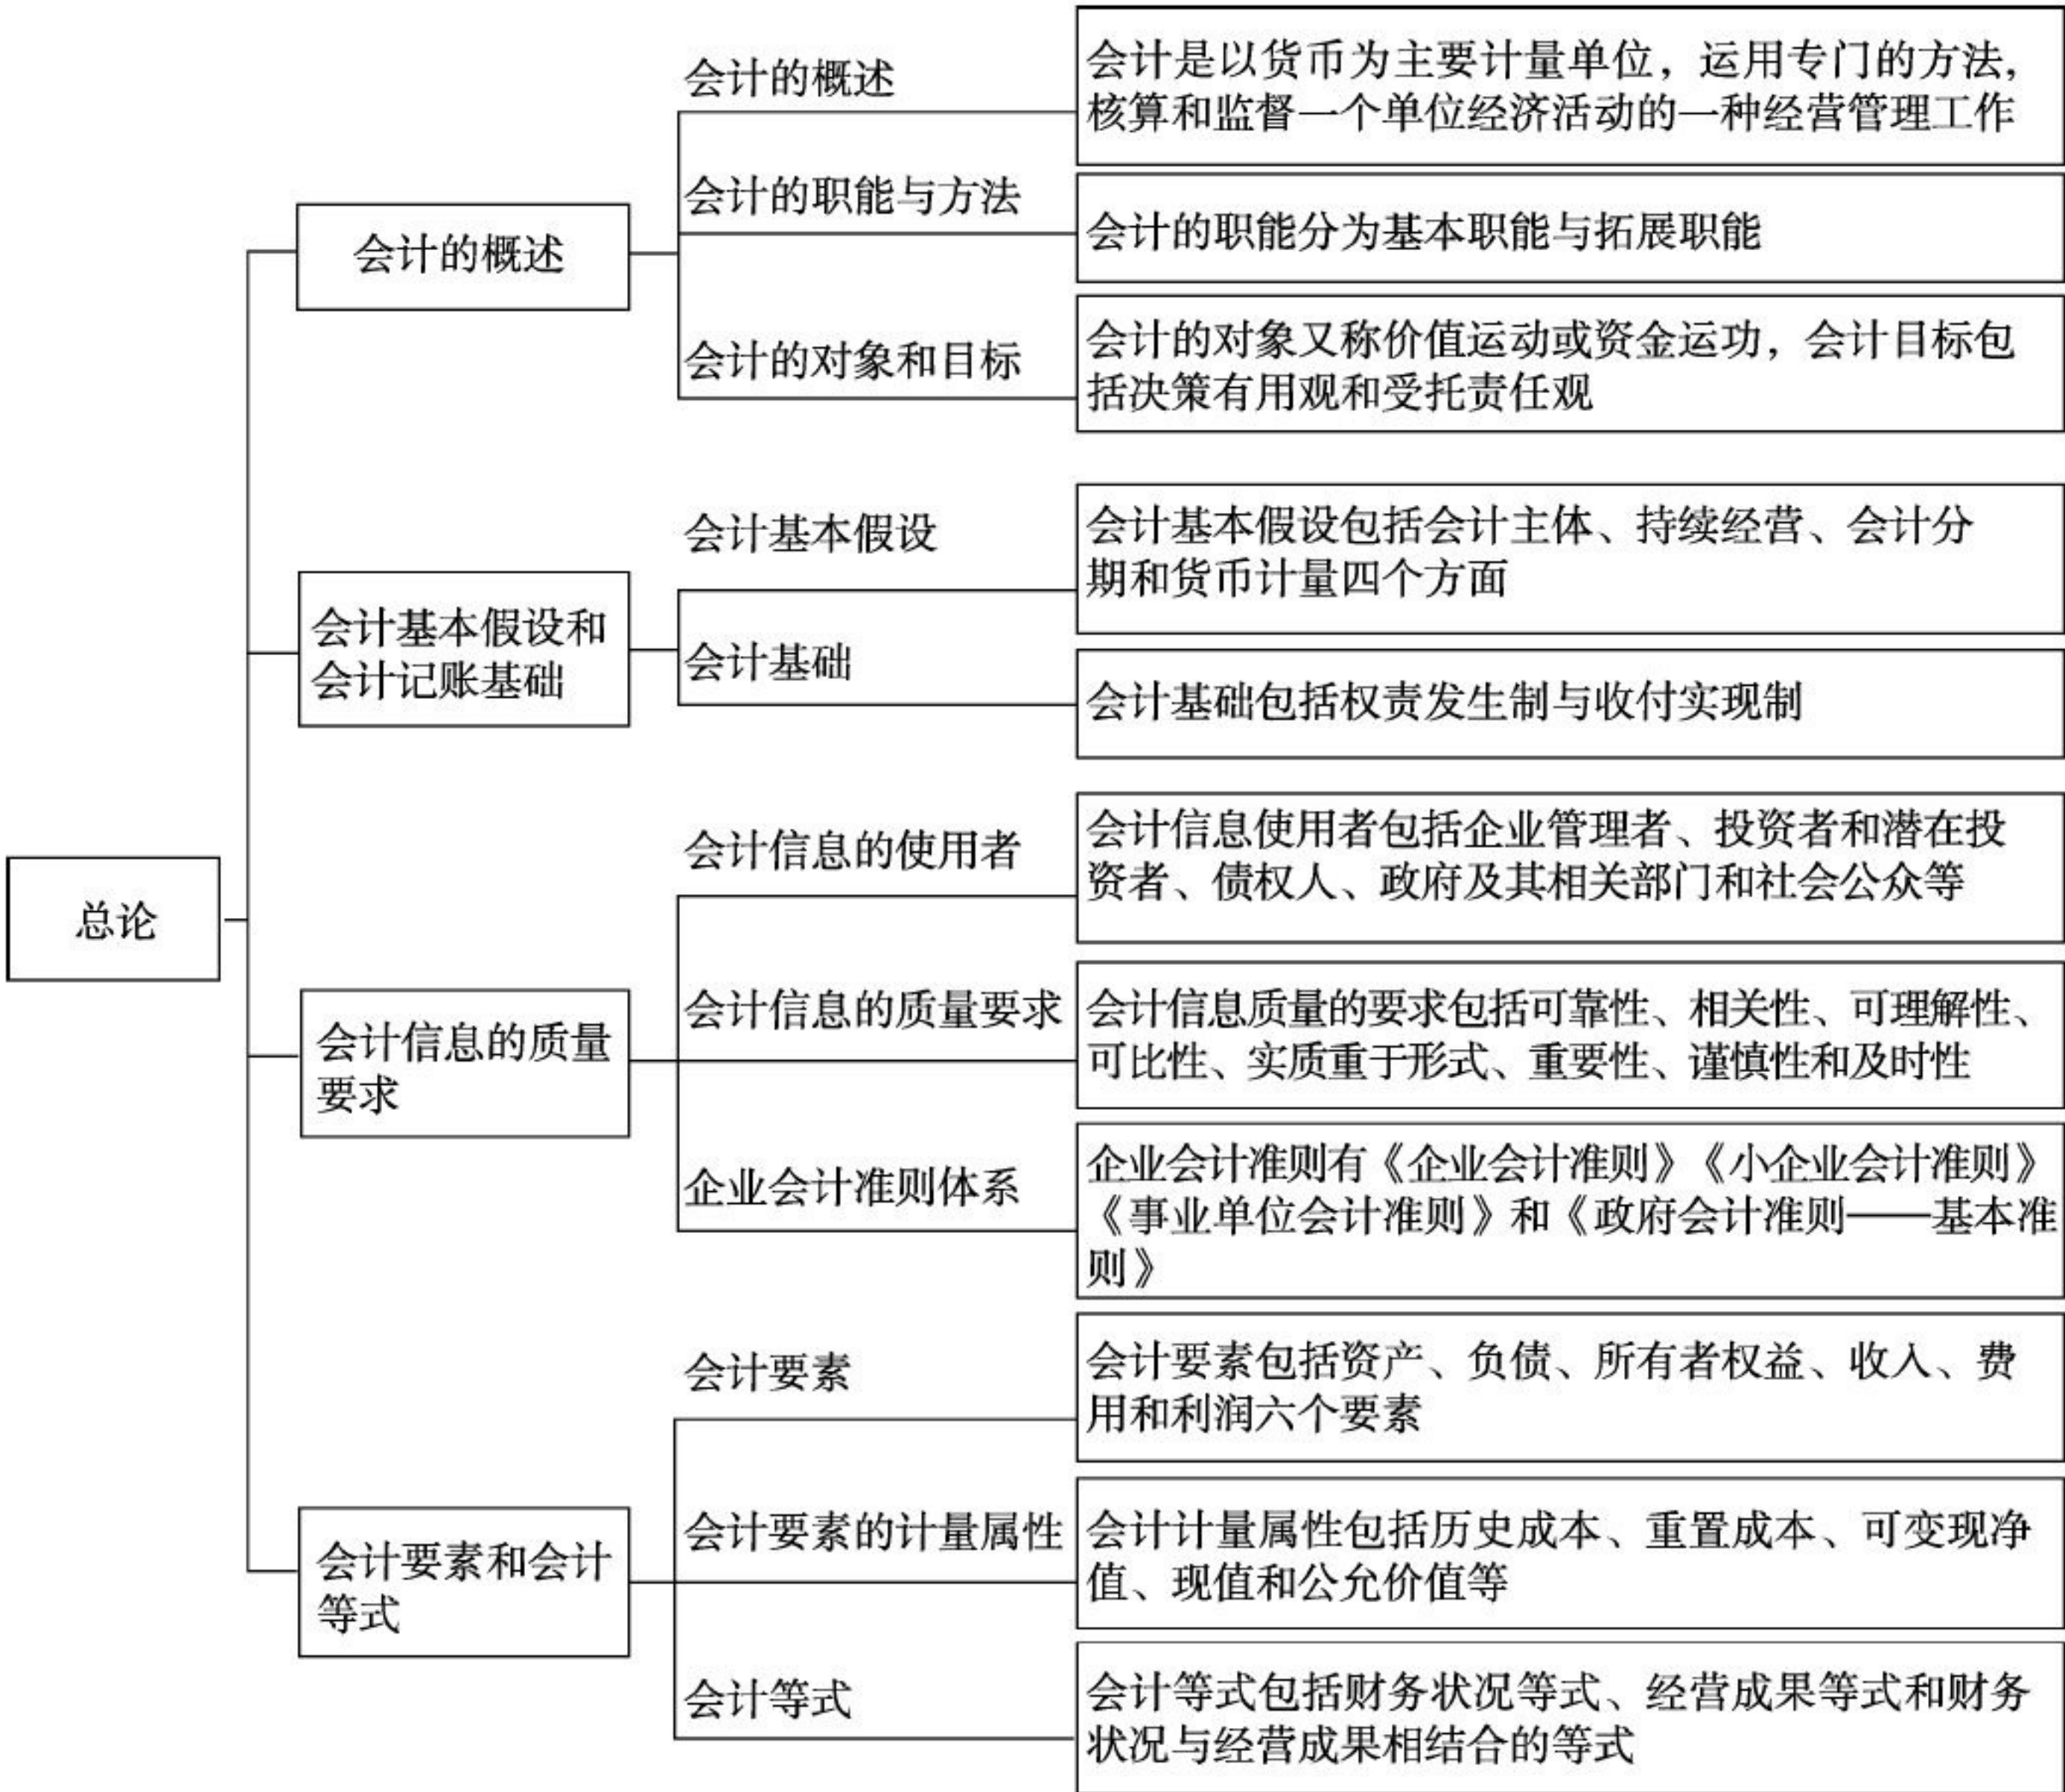 总论
会计的概述
会计的概述
会计是以货币为主要计量单位，运用专门的方法，
核算和监督一个单位经济活动的一种经营管理工作
会计的职能与方法
会计的职能分为基本职能与拓展职能
会计的对象和目标
会计的对象又称价值运动或资金运功，会计目标包
括决策有用观和受托责任观
会计基本假设和
会计记账基础
会计基本假设
会计基本假设包括会计主体、持续经营、会计分
期和货币计量四个方面
会计基础
会计基础包括权责发生制与收付实现制
会计信息的质量
要求
会计信息的使用者
会计信息使用者包括企业管理者、投资者和潜在投
资者、债权人、政府及其相关部门和社会公众等
会计信息的质量要求
会计信息质量的要求包括可靠性、相关性、可理解性、
可比性、实质重于形式、重要性、谨慎性和及时性
企业会计准则体系
企业会计准则有《企业会计准则》《小企业会计准则》
《事业单位会计准则》和《政府会计准则——基本准
则》
会计要素和会计
等式
会计要素
会计要素包括资产、负债、所有者权益、收入、费
用和利润六个要素
会计要素的计量属性
会计计量属性包括历史成本、重置成本、可变现净
值、现值和公允价值等
会计等式
会计等式包括财务状况等式、经营成果等式和财务
状况与经营成果相结合的等式